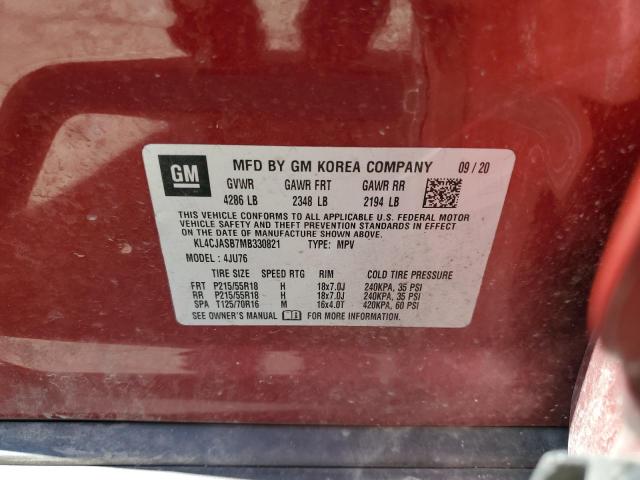 GM MFD BY GM KOREA COMPANY 09/20
GVWR GAWR FRT GAWR RR
4286 LB 2348 LB 2194 LB
THIS VEHICLE CONFORMS TO ALL APPLICABLE U.S. FEDERAL MOTOR
VEHICLE SAFETY, BUMPER, AND THEFT PREVENTION STANDARDS IN
EFFECT ON THE DATE OF MANUFACTURE SHOWN ABOVE.
KL4CJASB7MB330821 TYPE: MPV
MODEL: 4JU76
TIRE SIZE SPEED RTG RIM COLD TIRE PRESSURE
FRT P215/55R18 H 18x7.0J 240KPA, 35 PSI
RR P215/55R18 H 18x7.0J 240KPA, 35 PSI
SPA T125/70R16 M 16x4.0T 420KPA, 60 PSI
SEE OWNER'S MANUAL FOR MORE INFORMATION.